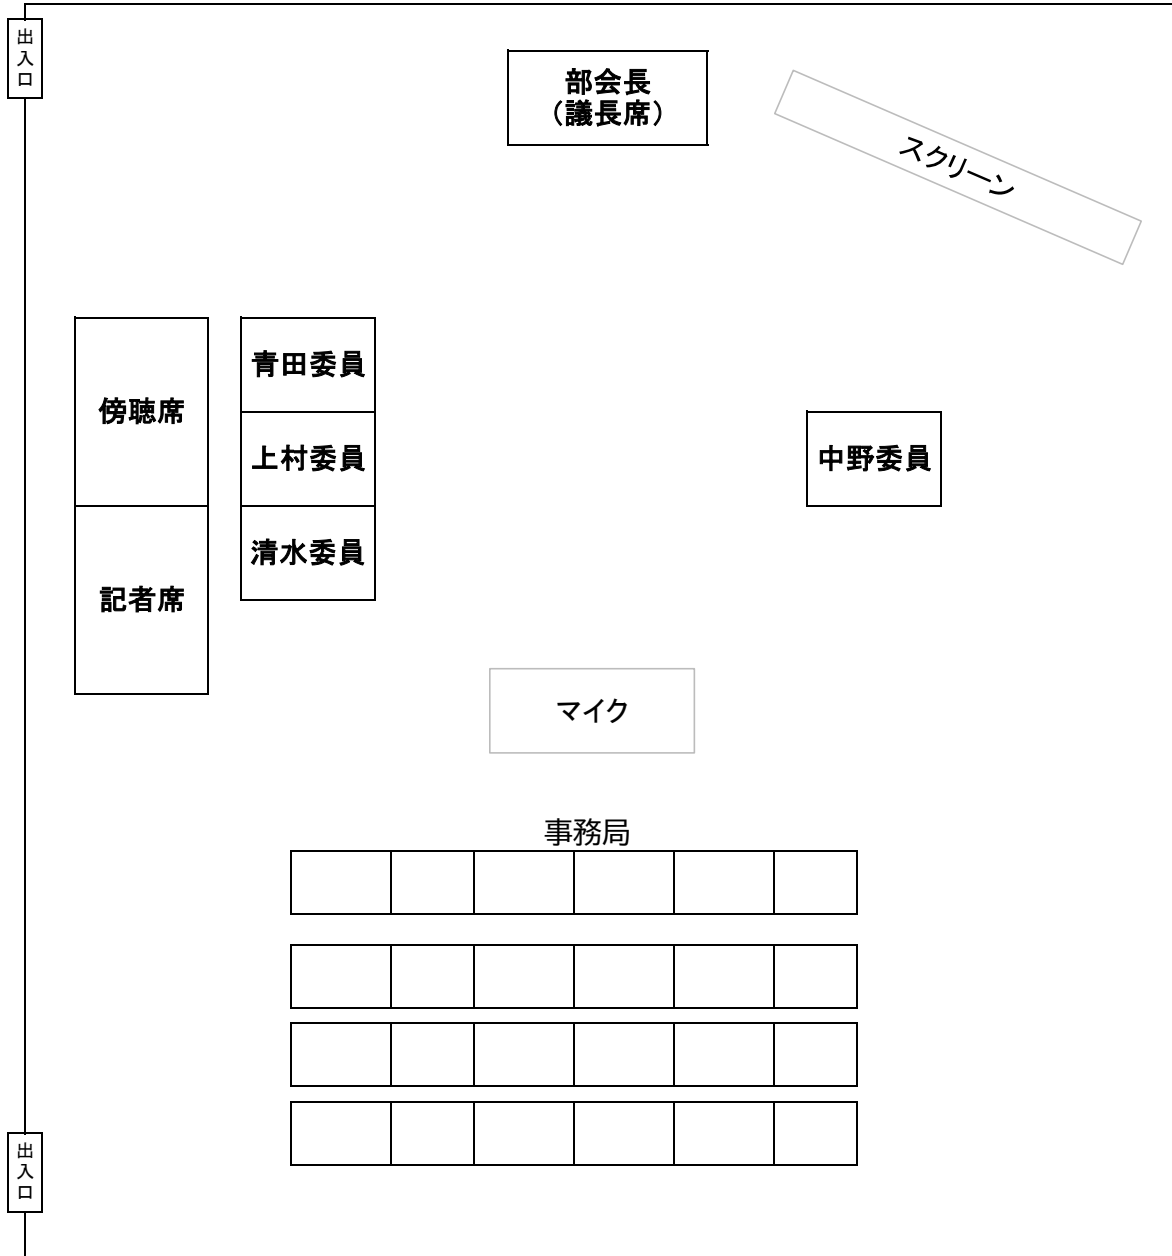 出入口
部会長
（議長席）
スクリーン
傍聴席
青田委員
上村委員
中野委員
清水委員
記者席
マイク
事務局
出入口